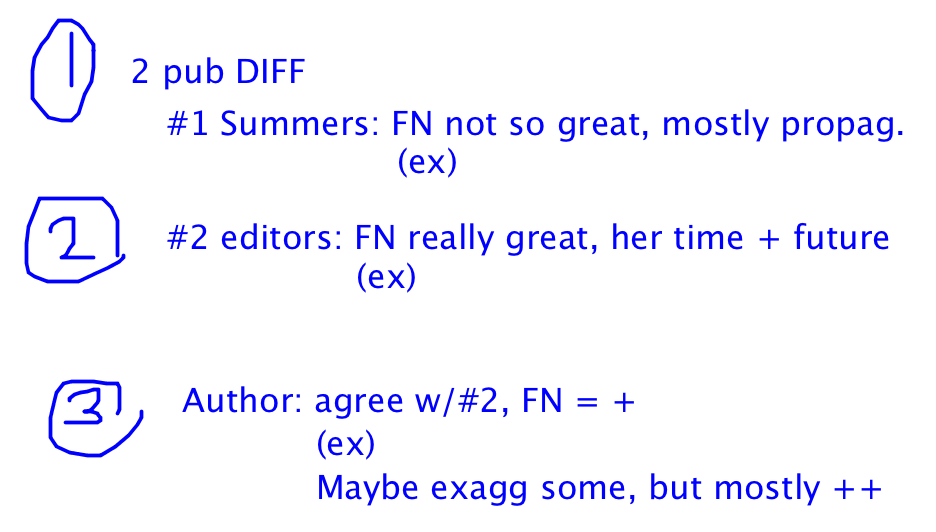 1 2 pub DIFF
#1 Summers: FN not so great, mostly propag.
(ex)
2 #2 editors: FN really great, her time + future
(ex)
3 Author: agree w/#2, FN = +
(ex)
Maybe exagg some, but mostly ++